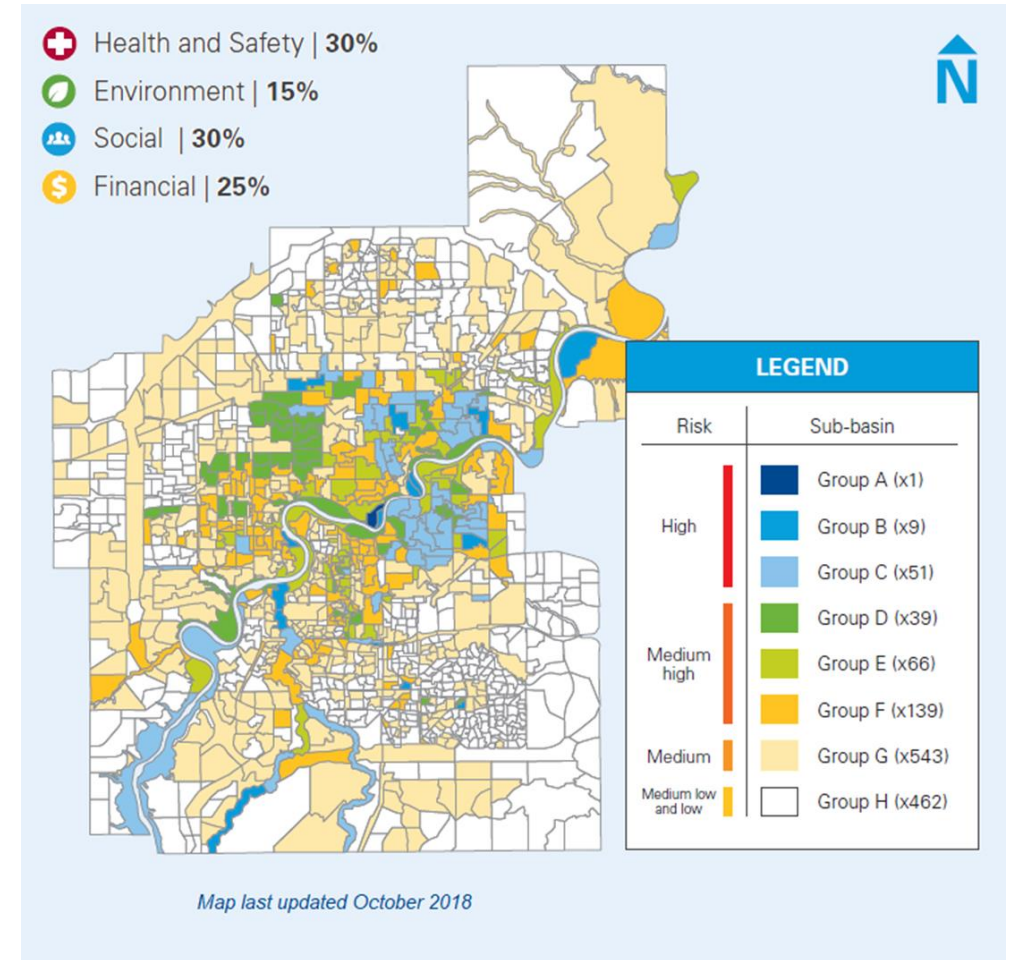 Health and Safety | 30%
Environment | 15%
Social | 30%
$ Financial | 25%
N
LEGEND
Risk Sub-basin
Group A (x1)
High Group B (x9)
Group C (x51)
Group D (x39)
Medium high Group E (x66)
Group F (x139)
Medium Group G (x543)
Medium low and low Group H (x462)
Map last updated October 2018